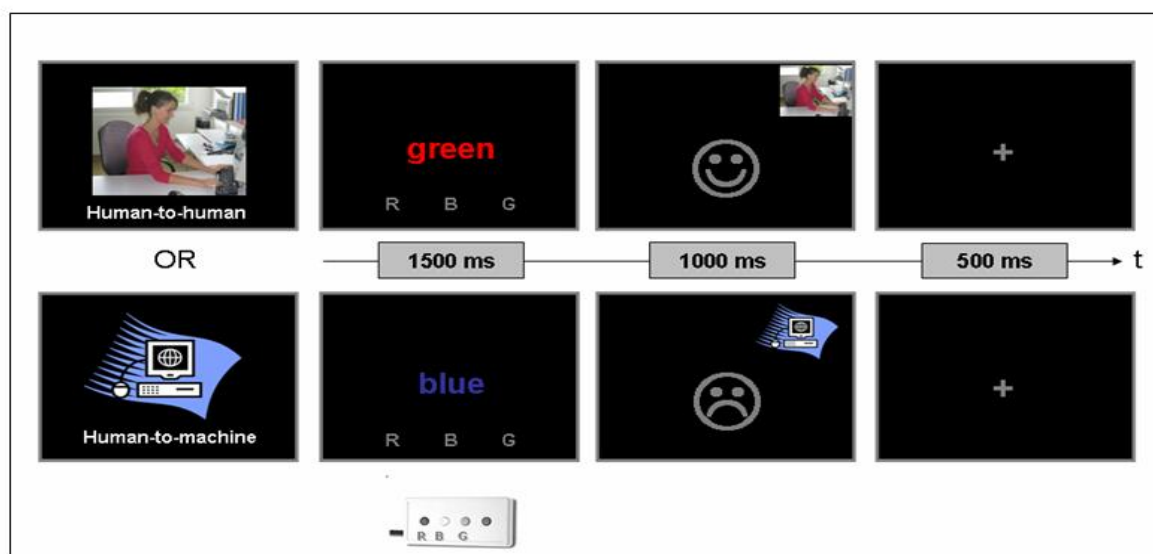 Human-to-human
green
R B G
+
OR
1500 ms
1000 ms
500 ms
t
Human-to-machine
blue
R B G
+
R B G